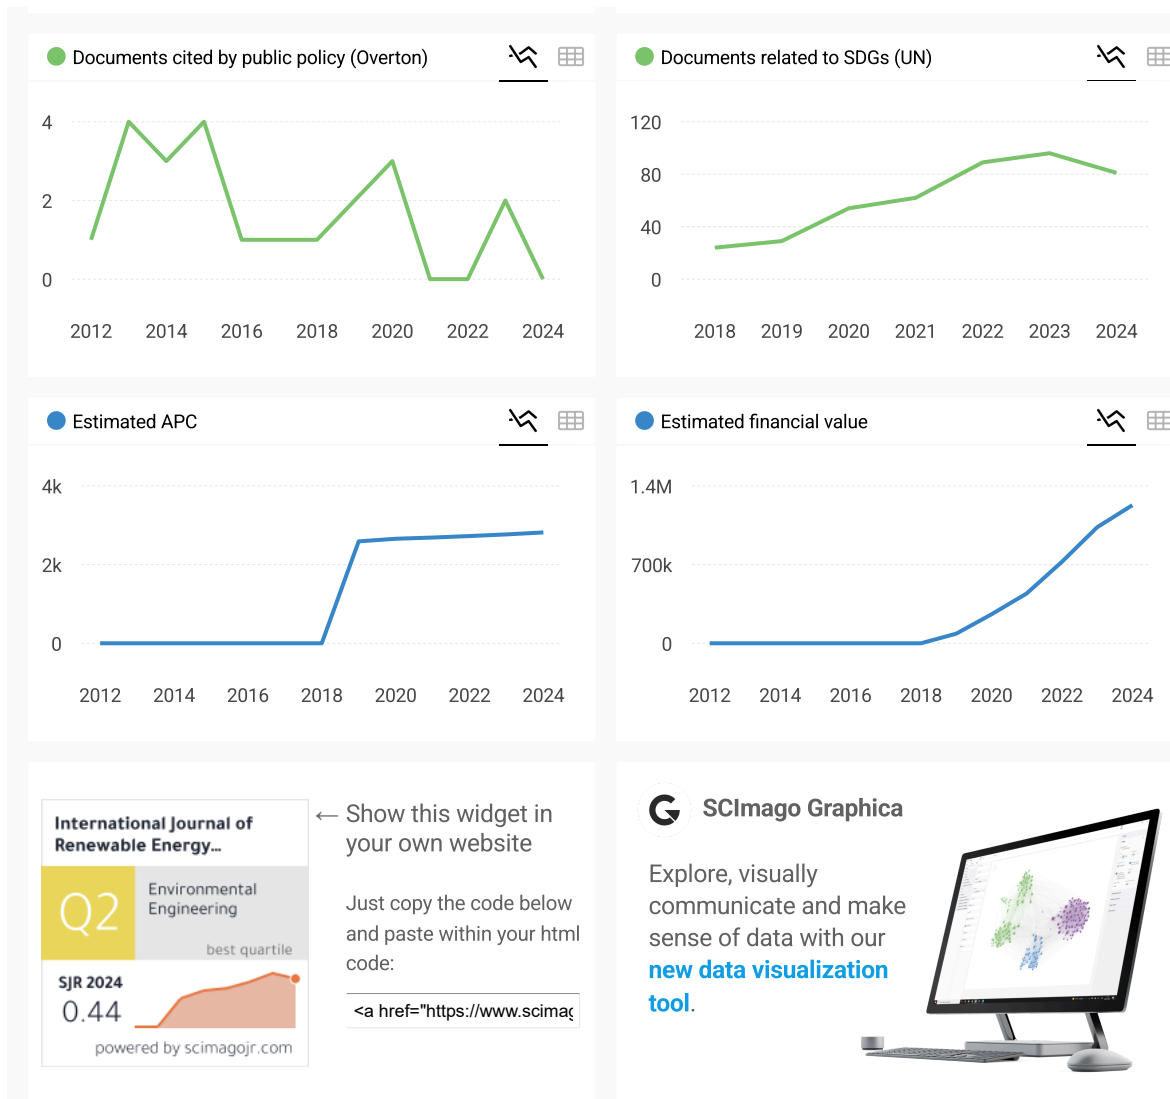 Documents cited by public policy (Overton)
4
2
0
2012 2014 2016 2018 2020 2022 2024
Documents related to SDGs (UN)
120
80
40
0
2018 2019 2020 2021 2022 2023 2024
Estimated APC
4k
2k
0
2012 2014 2016 2018 2020 2022 2024
Estimated financial value
1.4M
700k
0
2012 2014 2016 2018 2020 2022 2024
International Journal of
Renewable Energy...
Q2
Environmental
Engineering
best quartile
SJR 2024
0.44
powered by scimagojr.com
← Show this widget in
your own website
Just copy the code below
and paste within your html
code:
<a href="https://www.scimag
SCImago Graphica
Explore, visually
communicate and make
sense of data with our
new data visualization
tool.